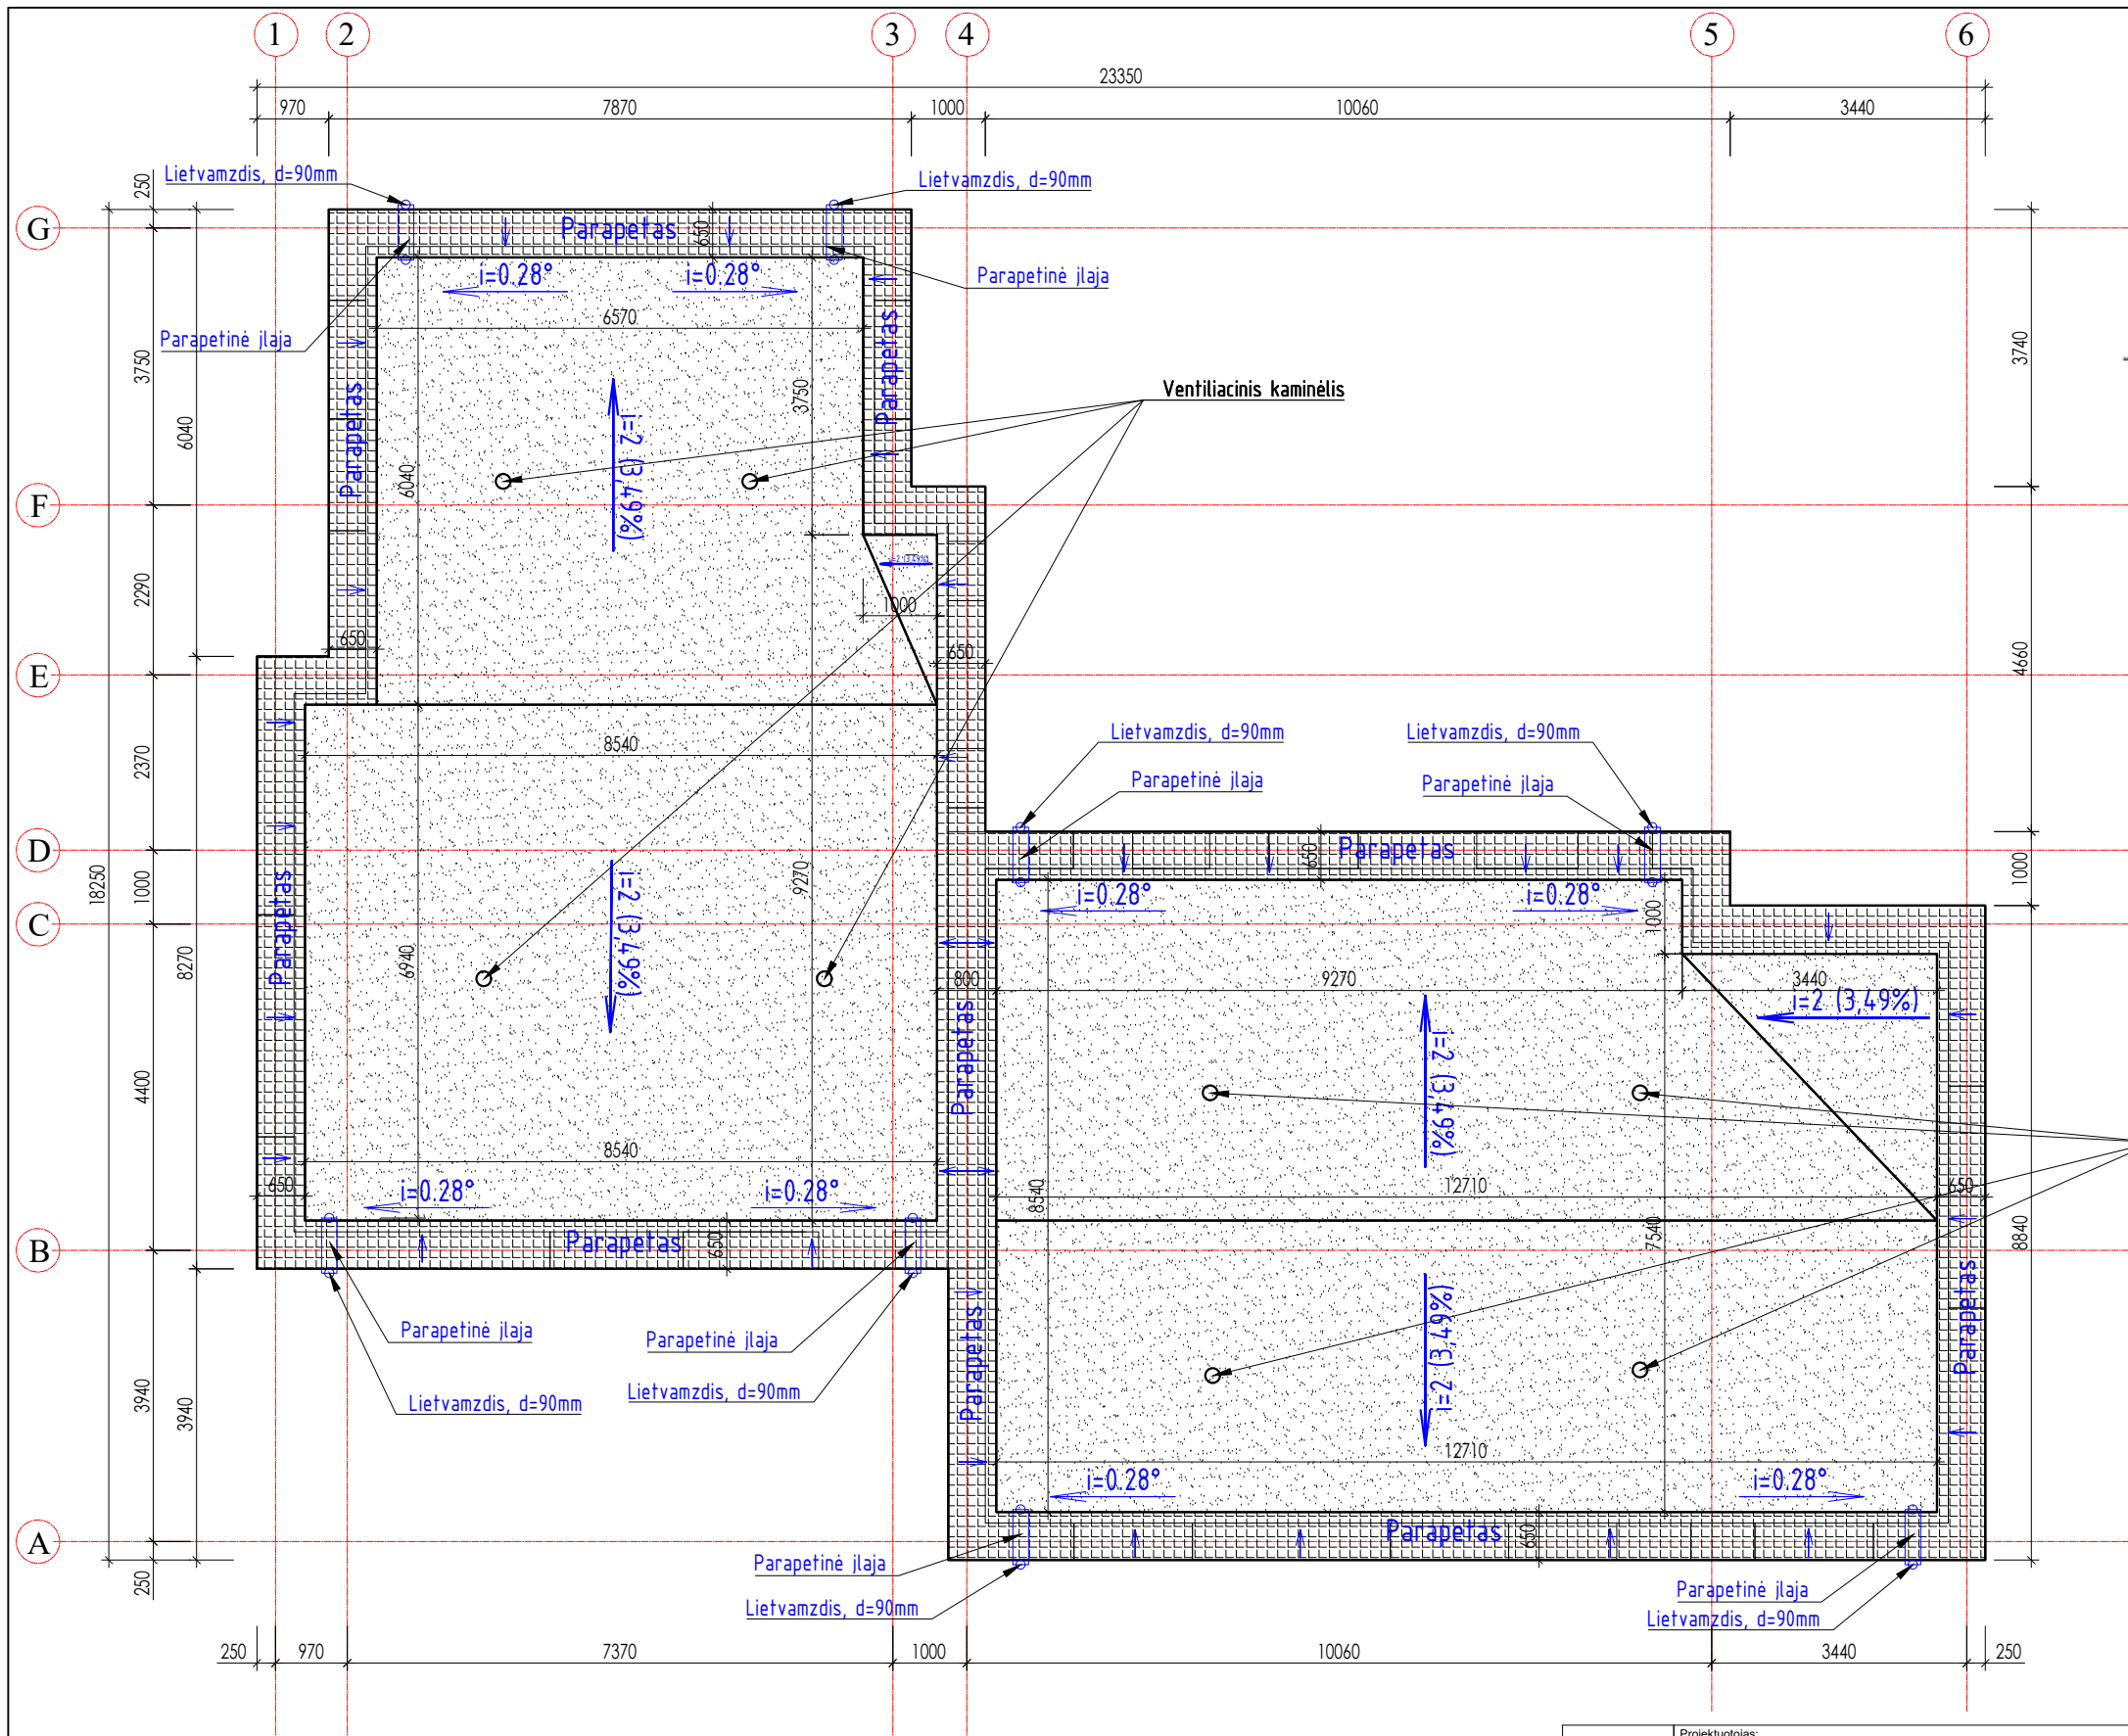 1 2 3 4 5 6
23350
970 7870 1000 10060 3440
Lietvamzdis, d=90mm
Lietvamzdis, d=90mm
250
G
Parapetas
650
i=0.28° i=0.28°
Parapetinė įlaja
6570
Parapetinė įlaja
3750
6040
3740
Parapetas
Parapetas
3750
Ventiliacinis kaminėlis
i=2 (3,49%)
6040
F
i=2 (3,49%)
1000
2290
650
650
E
4660
8540
2370
Lietvamzdis, d=90mm
Lietvamzdis, d=90mm
Parapetinė įlaja
Parapetinė įlaja
D
Parapetas
650
18250
1000
Parapetas
i=2 (3,49%)
9270
i=0.28° i=0.28°
1000
1000
C
8270
6940
800
9270
3440
i=2 (3,49%)
4400
Parapetas
i=2 (3,49%)
8540
650
i=0.28° i=0.28°
8540
12710
650
B
Parapetas
650
7540
8840
Parapetas
Parapetinė įlaja
Parapetinė įlaja
Parapetas
i=2 (3,49%)
Lietvamzdis, d=90mm
Lietvamzdis, d=90mm
3940
3940
12710
i=0.28° i=0.28°
A
Parapetas
650
Parapetinė įlaja
250
Parapetinė įlaja
Lietvamzdis, d=90mm
Lietvamzdis, d=90mm
250 970 7370 1000 10060 3440 250
Projektuotojas: